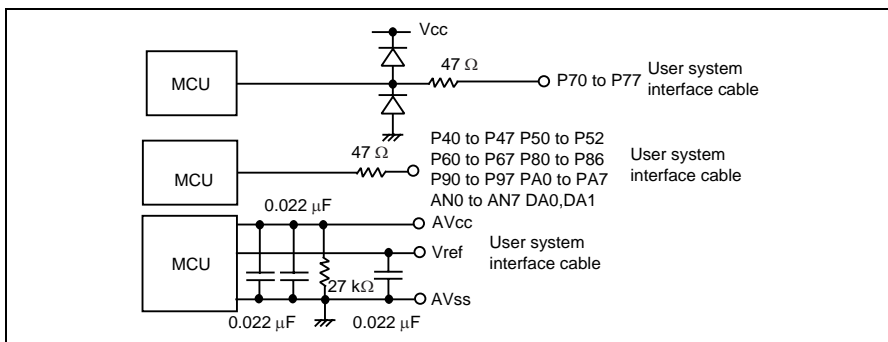 Vcc
47 Ω
MCU
P70 to P77
User system
interface cable
P40 to P47 P50 to P52
47 Ω
P60 to P67 P80 to P86
P90 to P97 PA0 to PA7
AN0 to AN7 DA0,DA1
MCU
User system
interface cable
0.022 μF
AVcc
Vref
User system
interface cable
MCU
27 kΩ
AVss
0.022 μF
0.022 μF